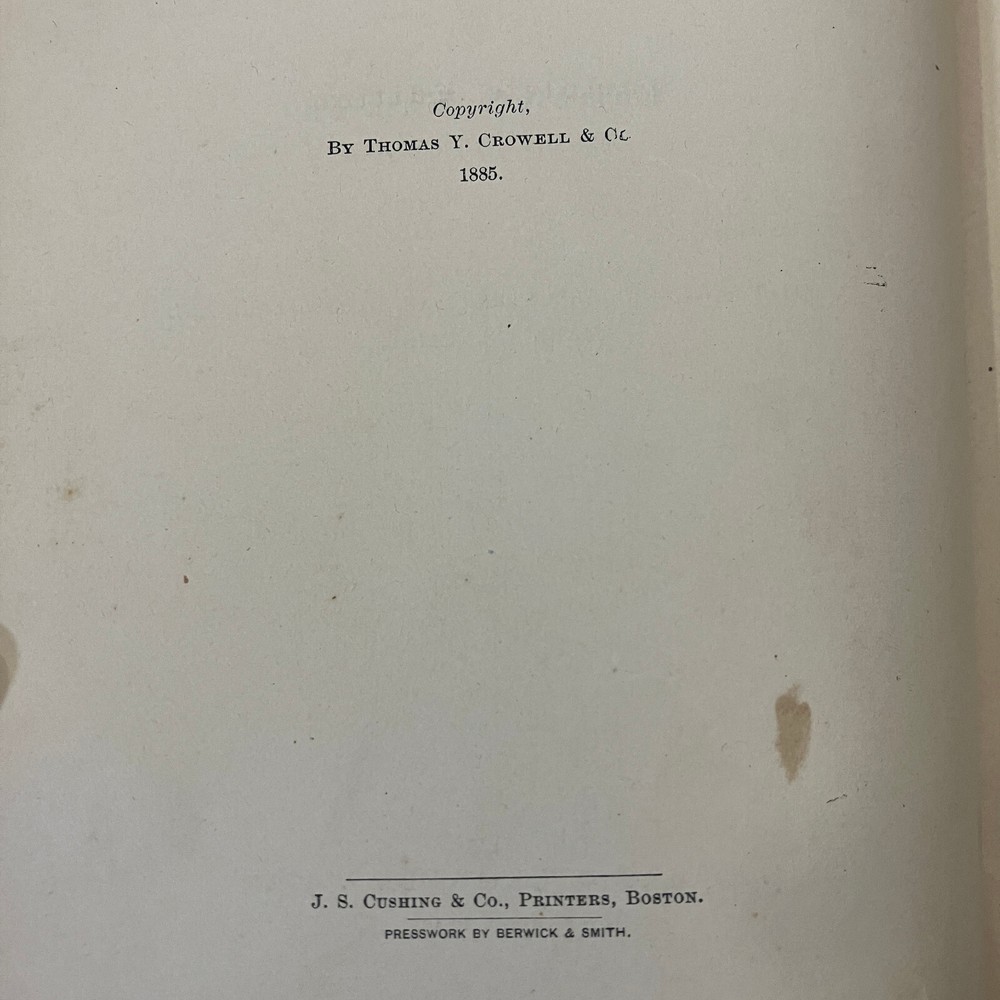 Copyright,
By Thomas Y. Crowell & Co.
1885.
J. S. Cushing & Co., Printers, Boston.
PRESSWORK BY BERWICK & SMITH.